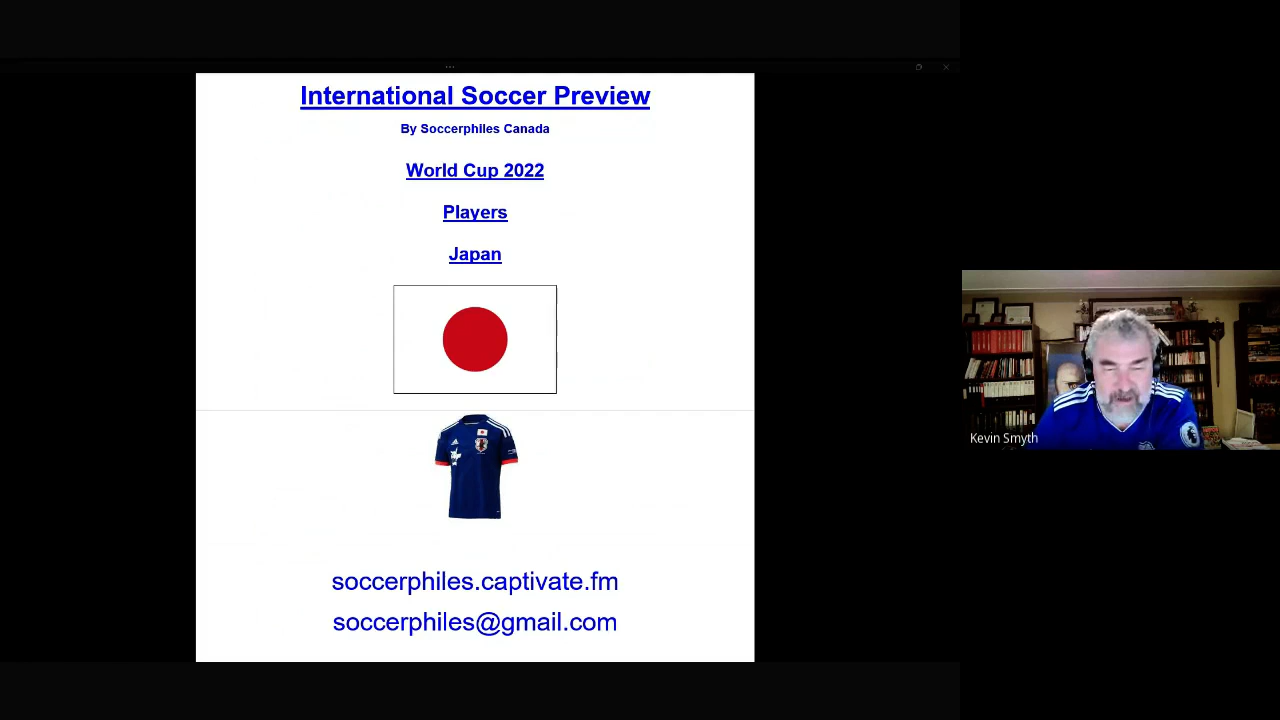 International Soccer Preview
By Soccerphiles Canada
World Cup 2022
Players
Japan
soccerphiles.captivate.fm
soccerphiles@gmail.com
Kevin Smyth